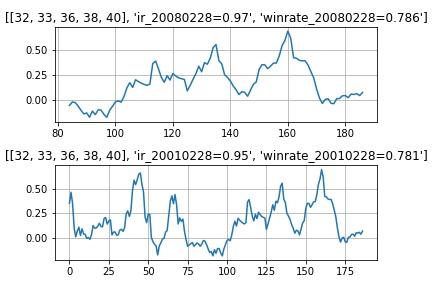 [[32, 33, 36, 38, 40], 'ir_20080228=0.97', 'winrate_20080228=0.786']
0.50
0.25
0.00
80 100 120 140 160 180
[[32, 33, 36, 38, 40], 'ir_20010228=0.95', 'winrate_20010228=0.781']
0.50
0.25
0.00
0 25 50 75 100 125 150 175